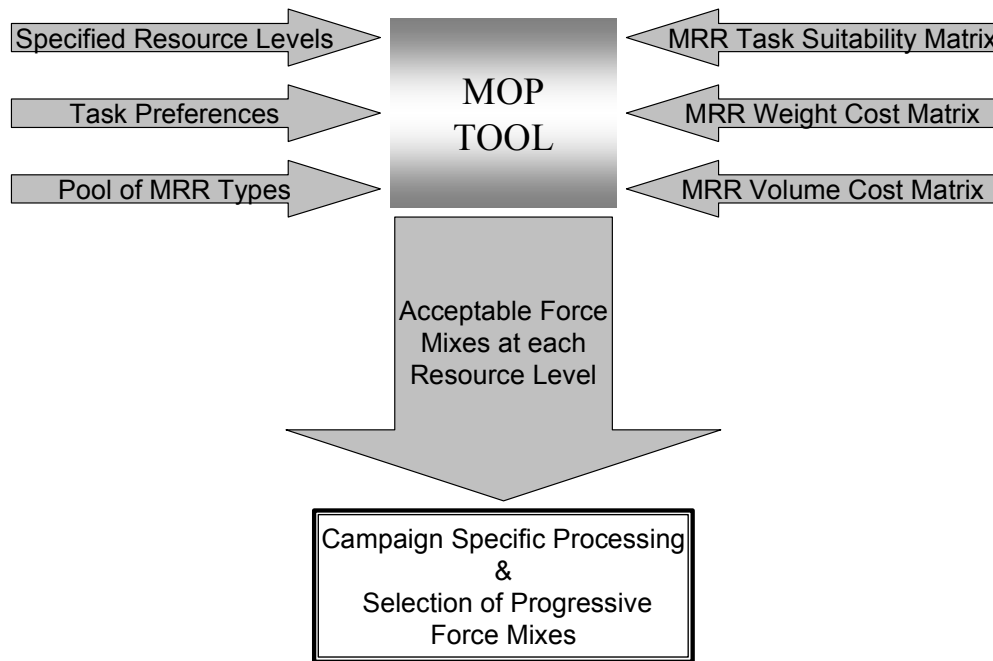 Specified Resource Levels
Task Preferences
Pool of MRR Types
MOP
TOOL
MRR Task Suitability Matrix
MRR Weight Cost Matrix
MRR Volume Cost Matrix
Acceptable Force
Mixes at each
Resource Level
Campaign Specific Processing
&
Selection of Progressive
Force Mixes